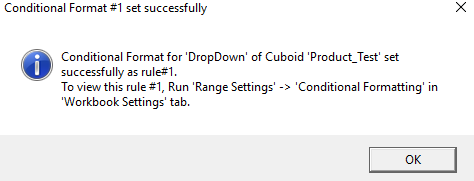 Conditional Format #1 set successfully
Conditional Format for 'DropDown' of Cuboid 'Product_Test' set
successfully as rule#1.
To view this rule #1, Run 'Range Settings' -> 'Conditional Formatting' in
'Workbook Settings' tab.
OK